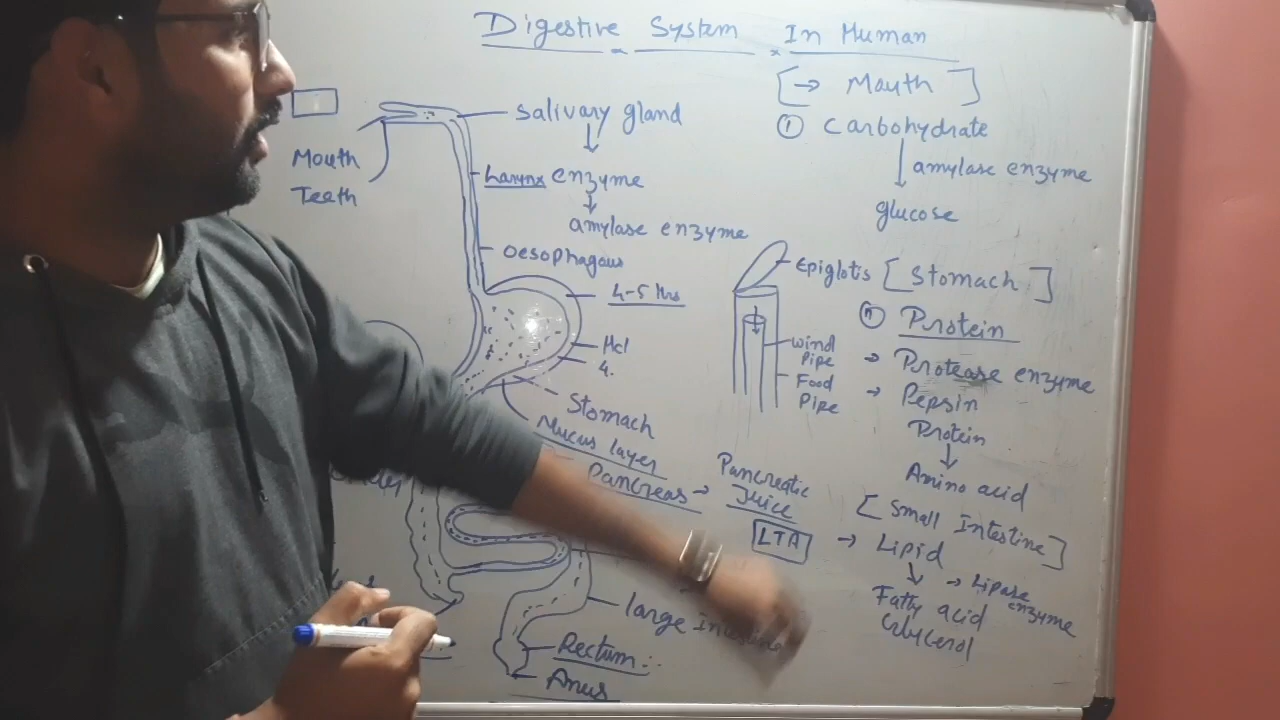 Digestive System In Human
[→ Mouth ]
Salivary gland
① Carbohydrate
Mouth
Teeth
Larynx enzyme
amylase enzyme
amylase enzyme
glucose
Oesophagous
Epiglotis [Stomach]
4-5 Hrs
Protein
Hcl
4.
Wind
Pipe
Food
Pipe
→ Protease enzyme
→ Pepsin
Protein
Amino acid
Stomach
Mucus layer
Pancreas →
Pancreatic
Juice
LTA
[ Small Intestine]
→ Lipid
→ Lipase
enzyme
Fatty acid
large Intestine
Rectum
Anus